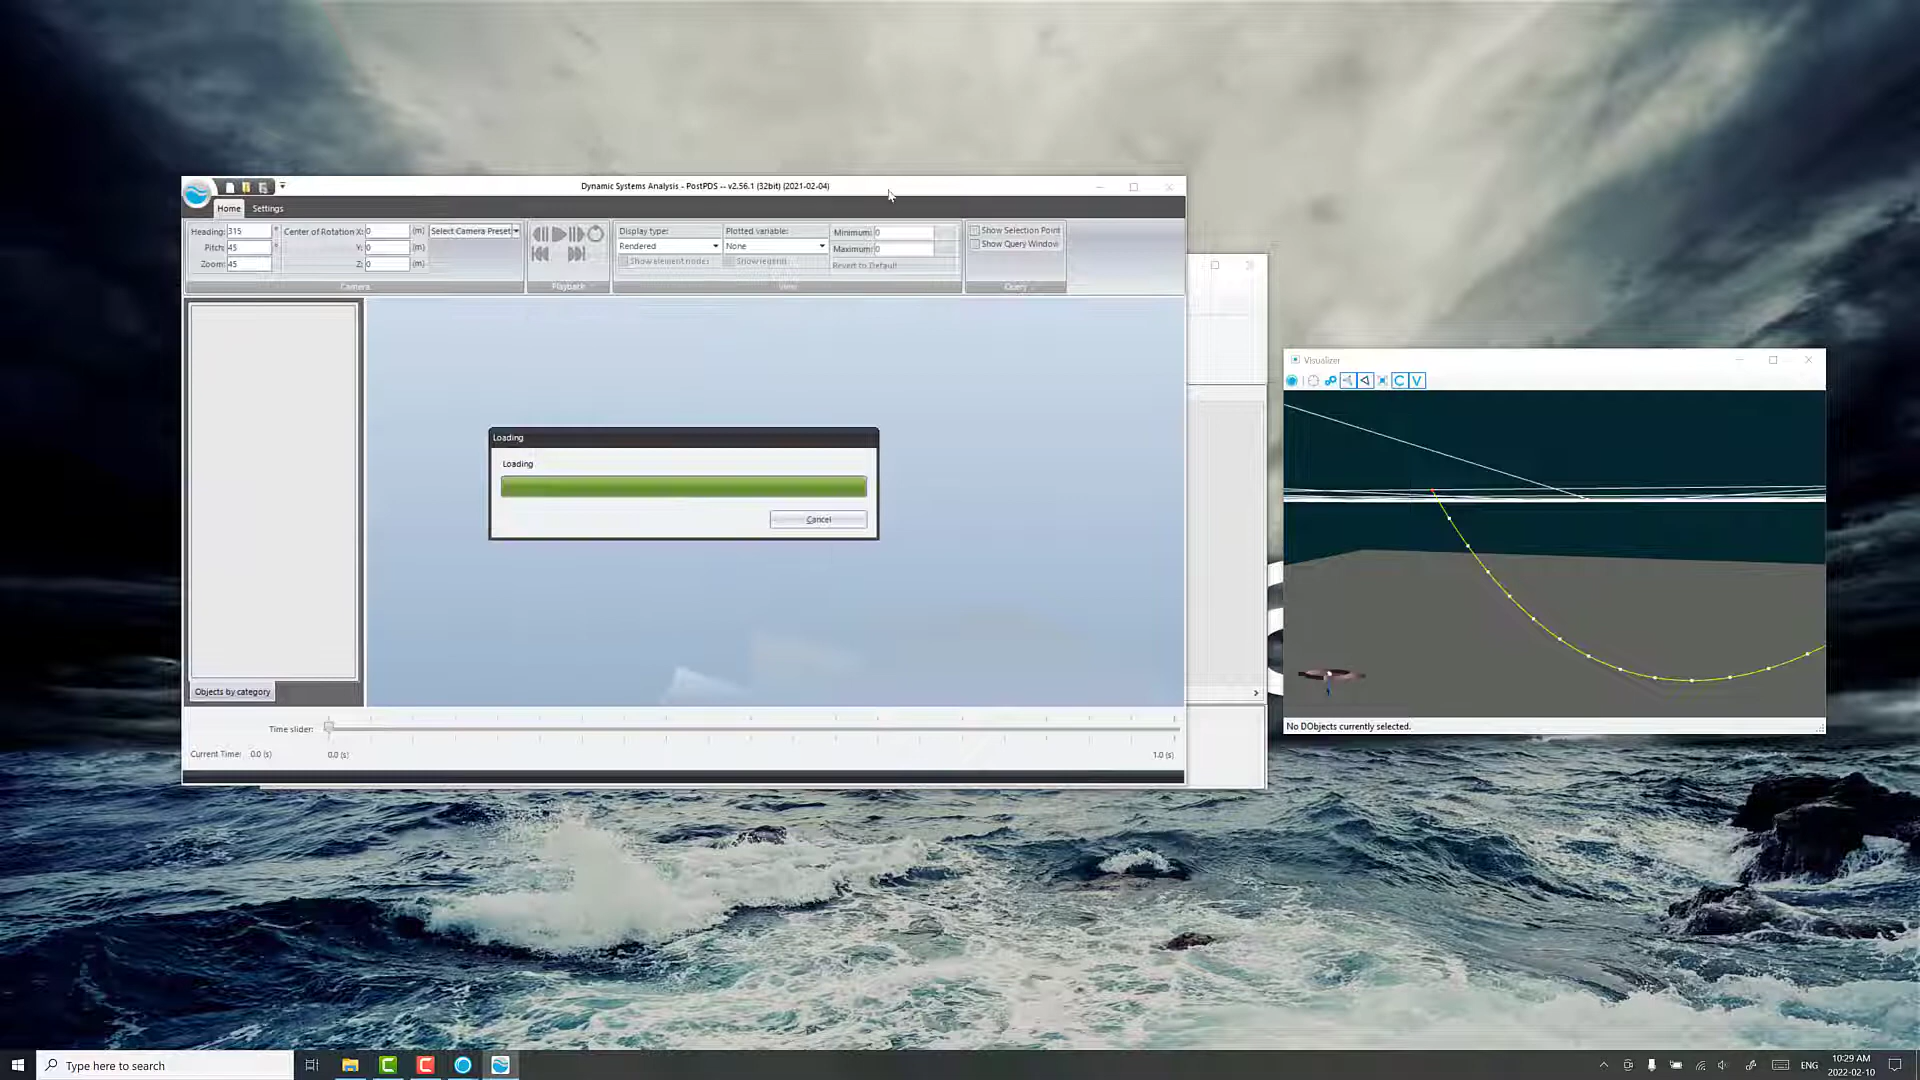 Dynamic Systems Analysis - PostPDS -- v2.56.1 (32bit) (2021-02-04)
Home Settings
Heading: 315 ° Center of Rotation X: 0 (m) Select Camera Preset
Pitch: 45 ° Y: 0 (m)
Zoom: 45 Z: 0 (m)
Camera
Playback
Display type: Plotted variable: Minimum: 0
Rendered None Maximum: 0
Show element nodes Show legend Revert to Default
View
Show Selection Point
Show Query Window
Query
Loading
Loading
Cancel
Objects by category
Time slider:
Current Time: 0.0 (s) 0.0 (s) 1.0 (s)
Visualizer
C V
No DObjects currently selected.
Type here to search
ENG
10:29 AM
2022-02-10